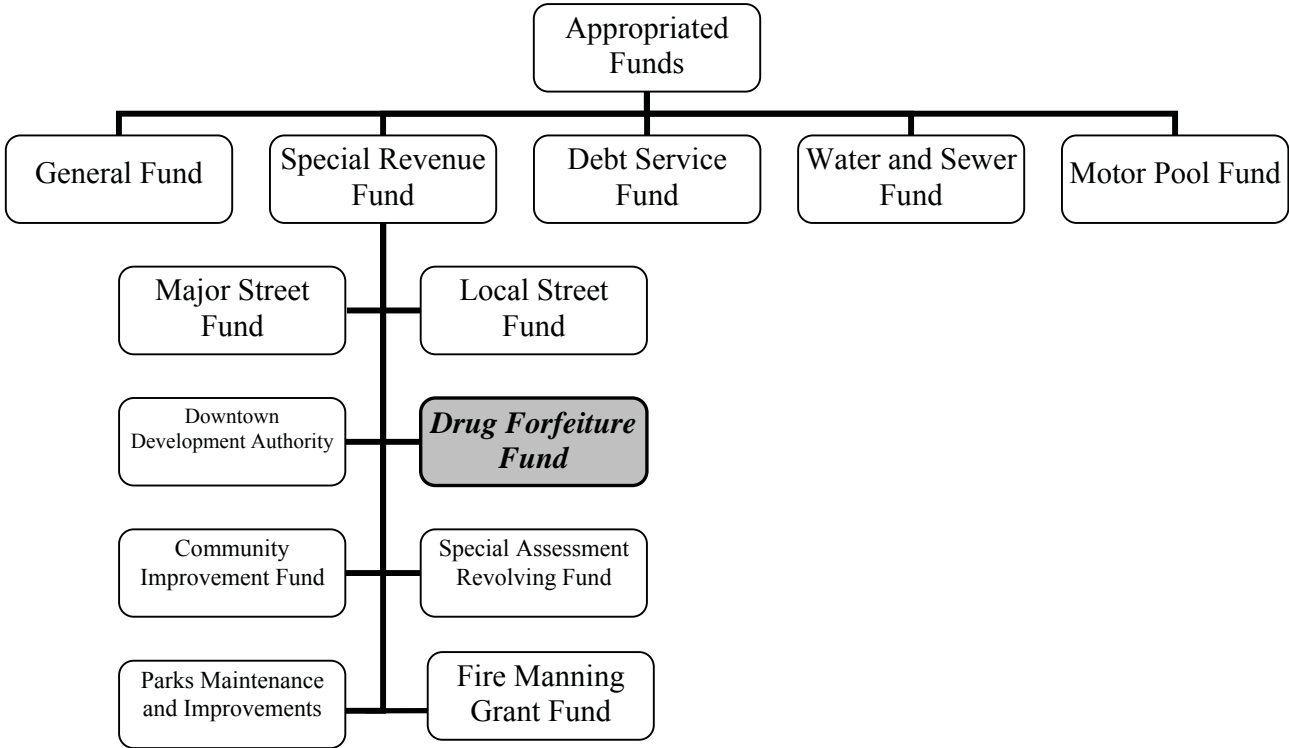 Appropriated
Funds
General Fund
Special Revenue
Fund
Debt Service
Fund
Water and Sewer
Fund
Motor Pool Fund
Major Street
Fund
Local Street
Fund
Downtown
Development Authority
Drug Forfeiture
Fund
Community
Improvement Fund
Special Assessment
Revolving Fund
Parks Maintenance
and Improvements
Fire Manning
Grant Fund